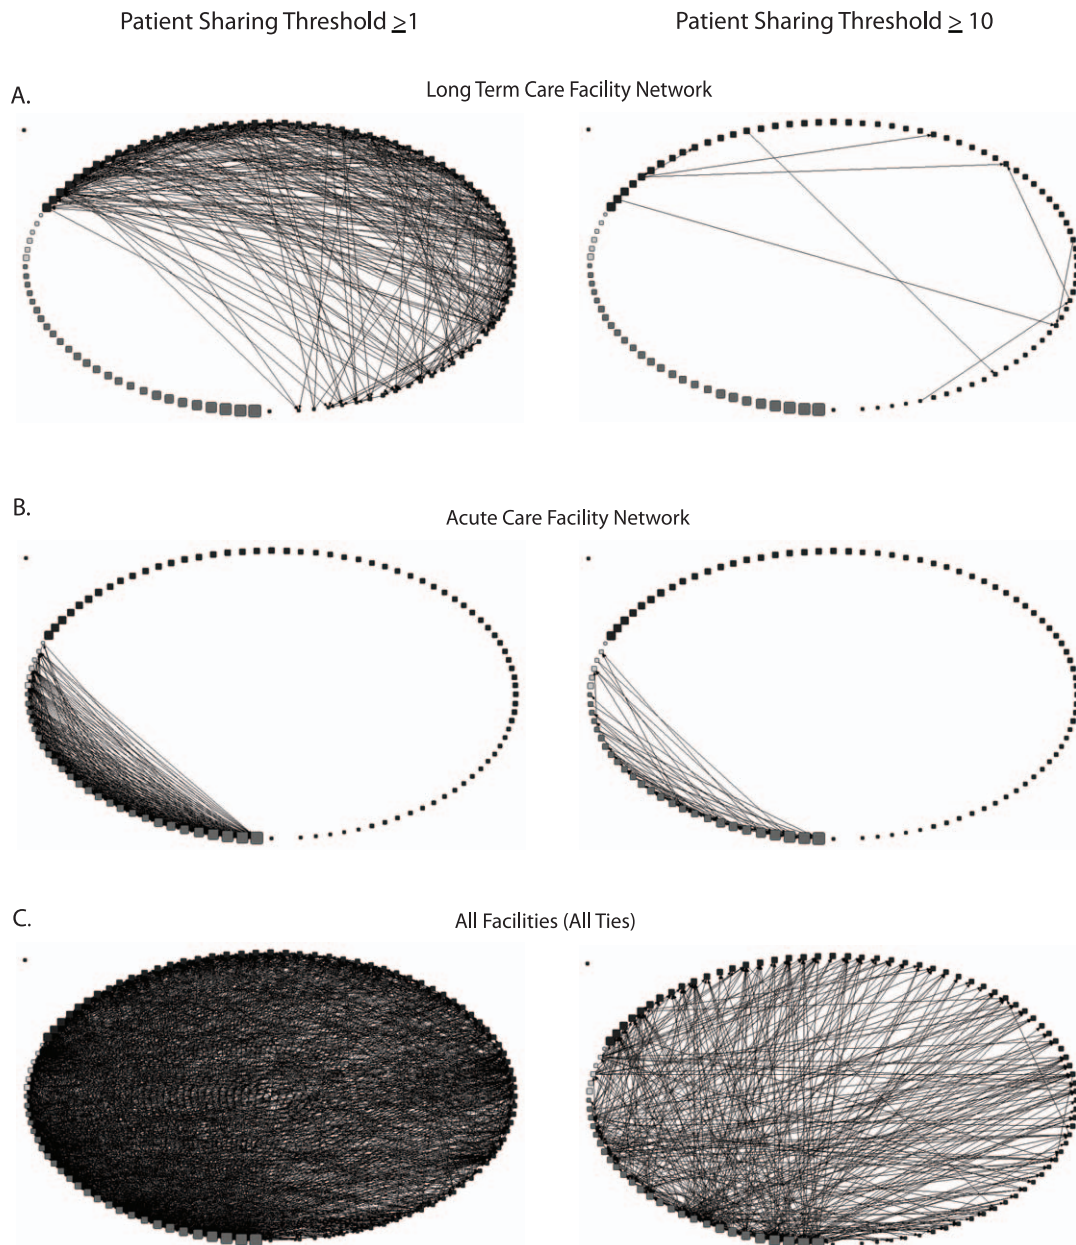 Patient Sharing Threshold ≥1
Patient Sharing Threshold ≥ 10
A.
Long Term Care Facility Network
B.
Acute Care Facility Network
C.
All Facilities (All Ties)